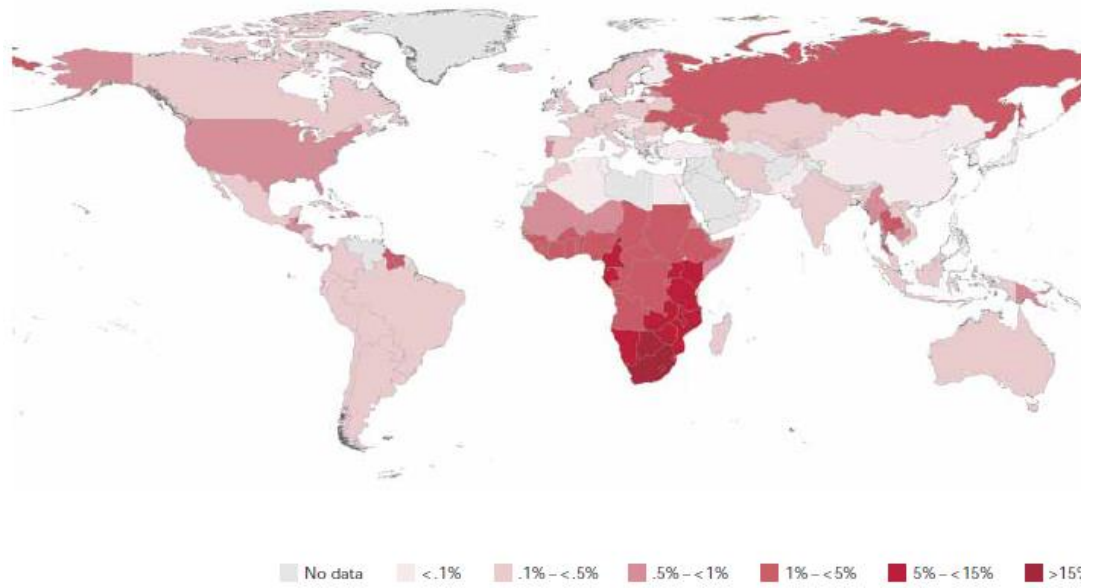 No data <.1% .1% – <.5% .5% – <1% 1% – <5% 5% – <15% >15%